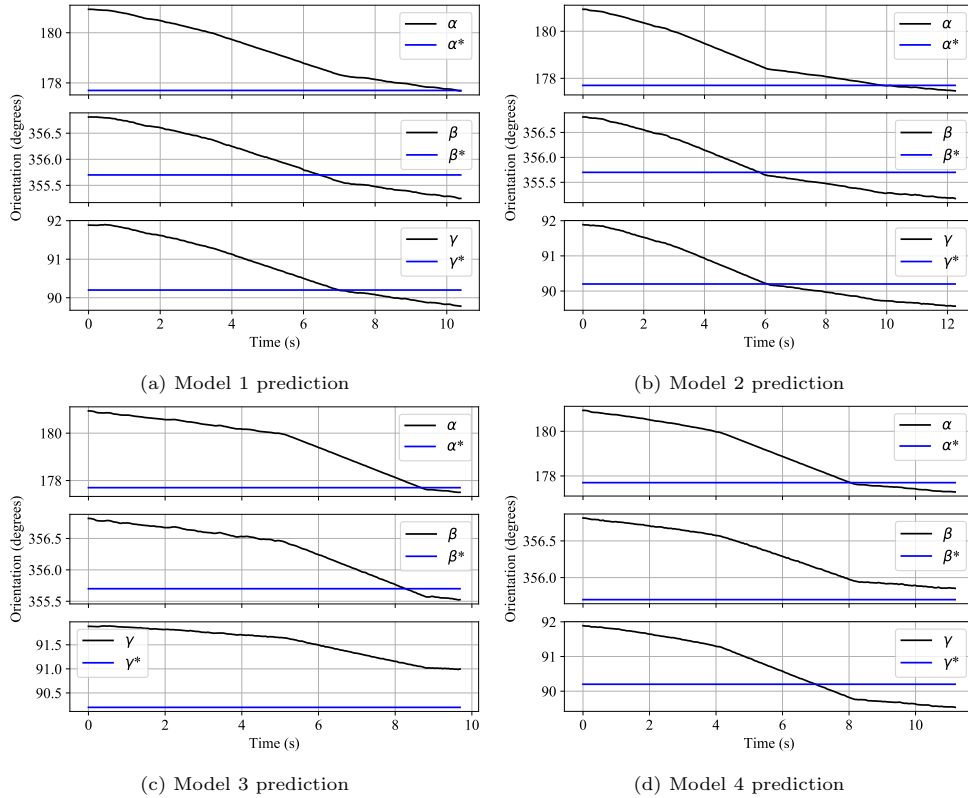 180
178
α
α*
356.5
356.0
355.5
β
β*
92
90
γ
γ*
Orientation (degrees)
0 2 4 6 8 10
Time (s)
(a) Model 1 prediction
180
178
α
α*
356.5
356.0
355.5
β
β*
92
91
90
γ
γ*
Orientation (degrees)
0 2 4 6 8 10 12
Time (s)
(b) Model 2 prediction
180
178
α
α*
356.5
356.0
355.5
β
β*
91.5
91.0
90.5
γ
γ*
Orientation (degrees)
0 2 4 6 8 10
Time (s)
(c) Model 3 prediction
180
178
α
α*
356.5
356.0
β
β*
92
91
90
γ
γ*
Orientation (degrees)
0 2 4 6 8 10
Time (s)
(d) Model 4 prediction